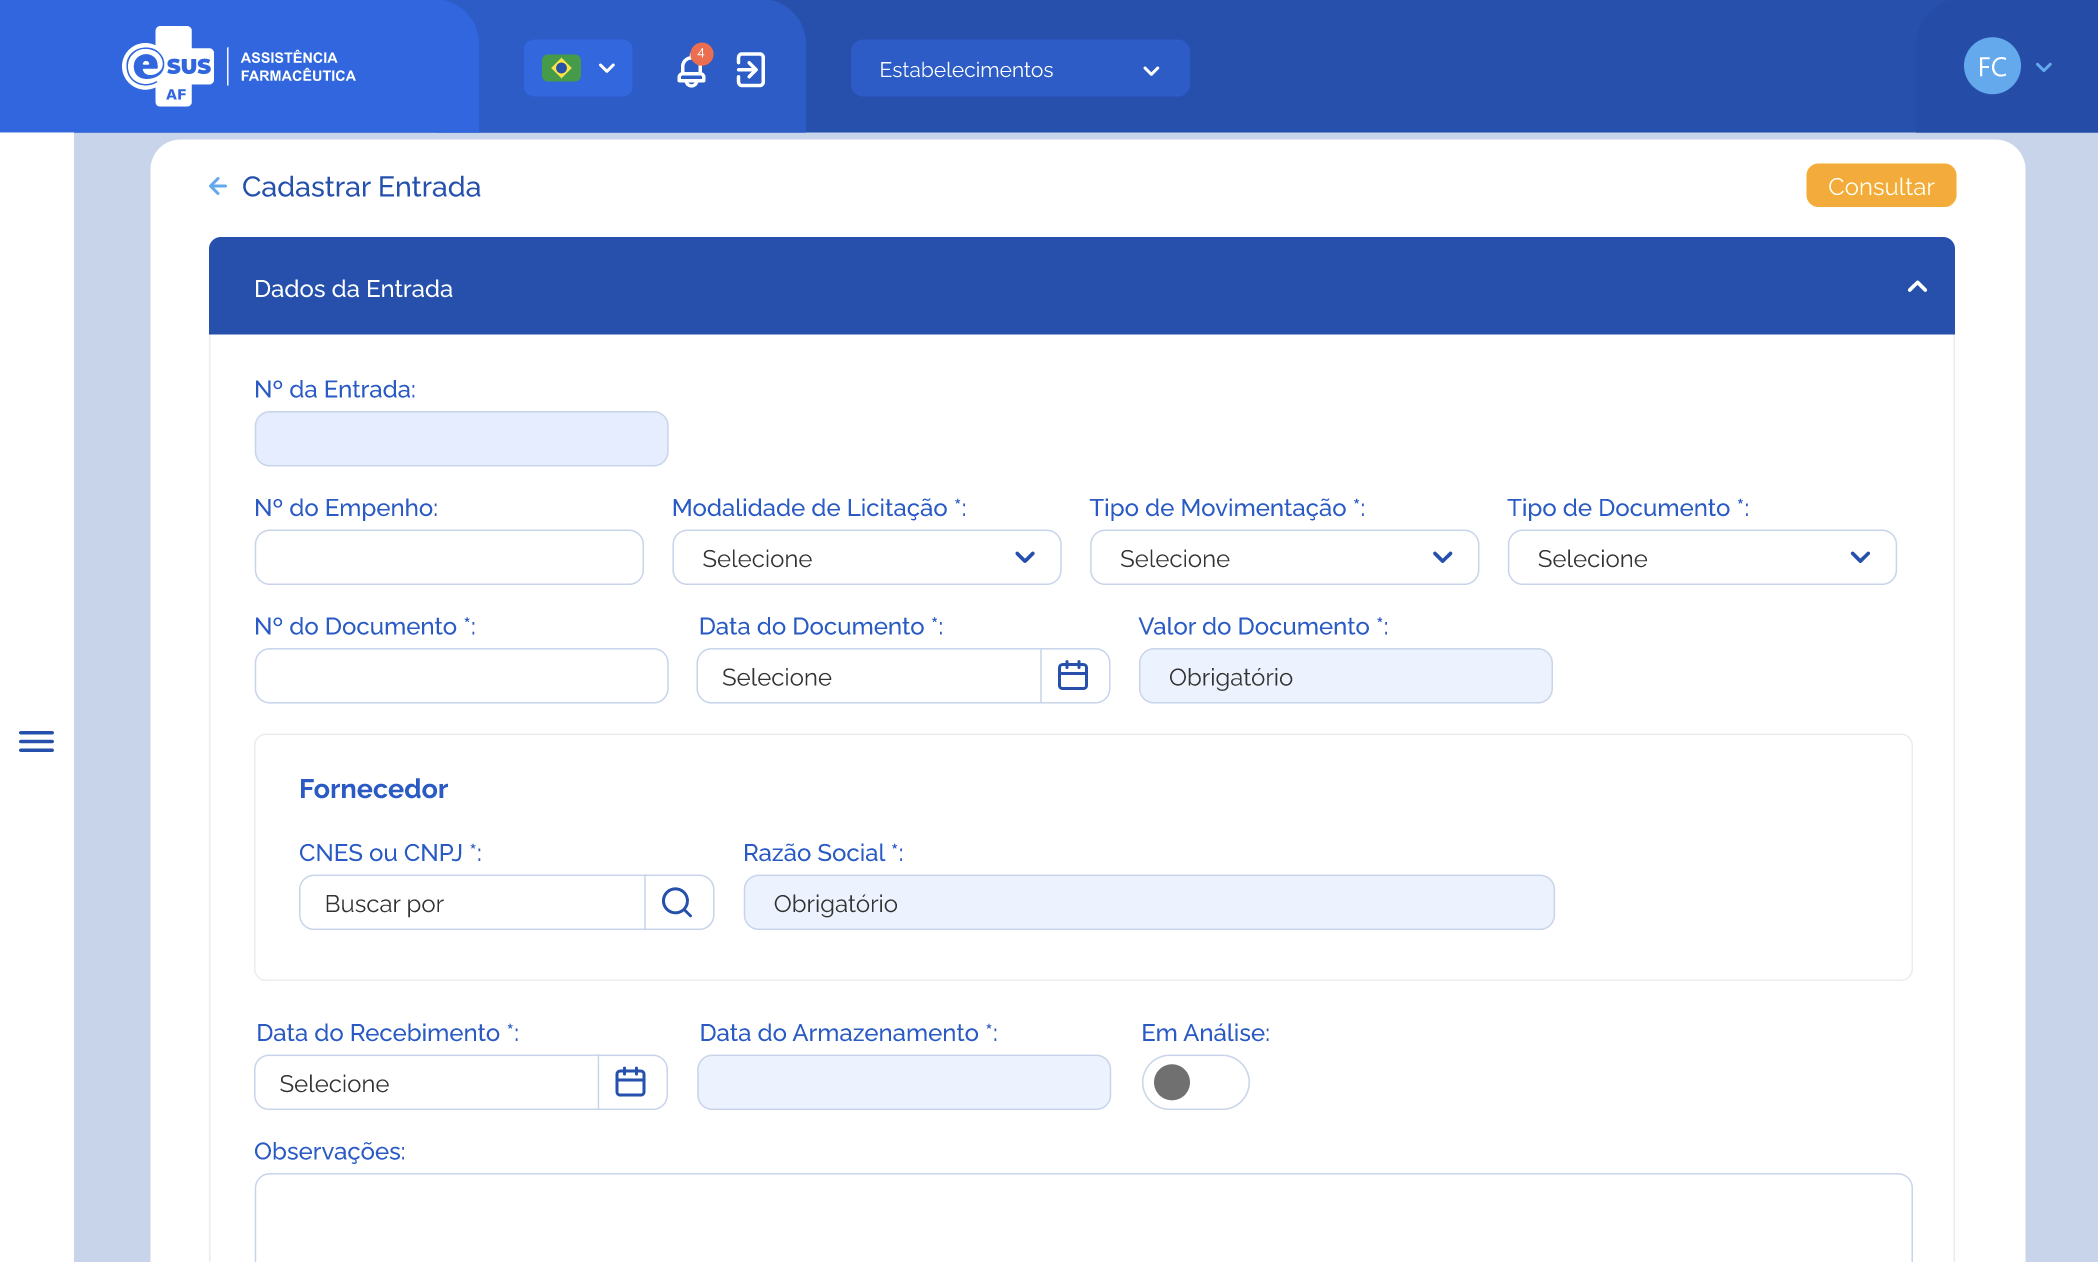 e sus AF
ASSISTÊNCIA
FARMACÊUTICA
4
Estabelecimentos
FC
Cadastrar Entrada
Consultar
Dados da Entrada
Nº da Entrada:
Nº do Empenho: Modalidade de Licitação *: Tipo de Movimentação *: Tipo de Documento *:
Selecione Selecione Selecione
Nº do Documento *: Data do Documento *: Valor do Documento *:
Selecione Obrigatório
Fornecedor
CNES ou CNPJ *: Razão Social *:
Buscar por Obrigatório
Data do Recebimento *: Data do Armazenamento *: Em Análise:
Selecione
Observações: